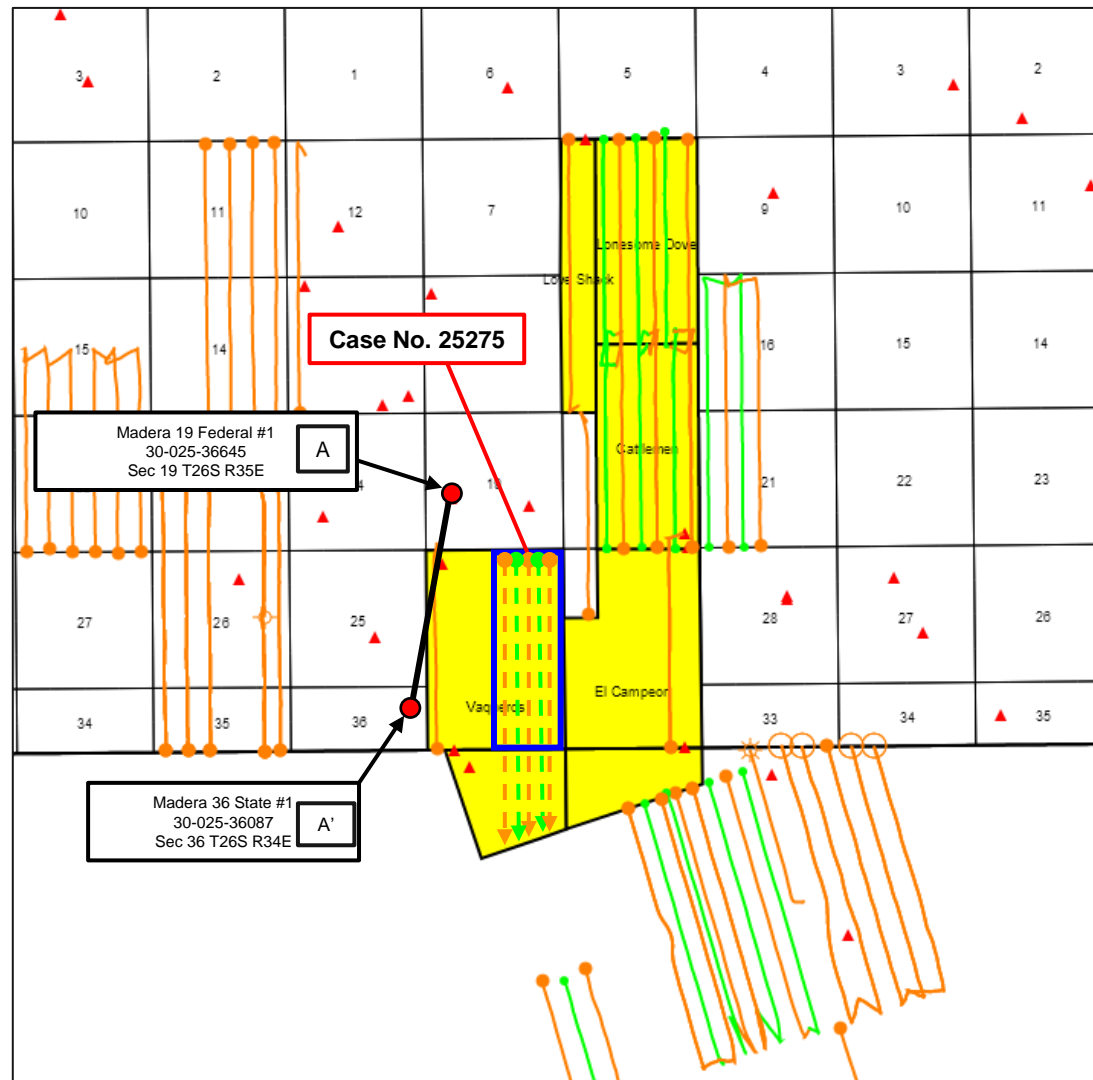 3 2 1 6 5 4 3 2
10 11 12 7 9 10 11
Lonesome Dove
Love Shack
Case No. 25275
15 14 16 15 14
Madera 19 Federal #1
30-025-36645
Sec 19 T26S R35E
A
Cattlemen
21 22 23
27 26 25 28 27 26
El Campeon
Vaqueros
34 35 36 33 34 35
Madera 36 State #1
30-025-36087
Sec 36 T26S R34E
A'